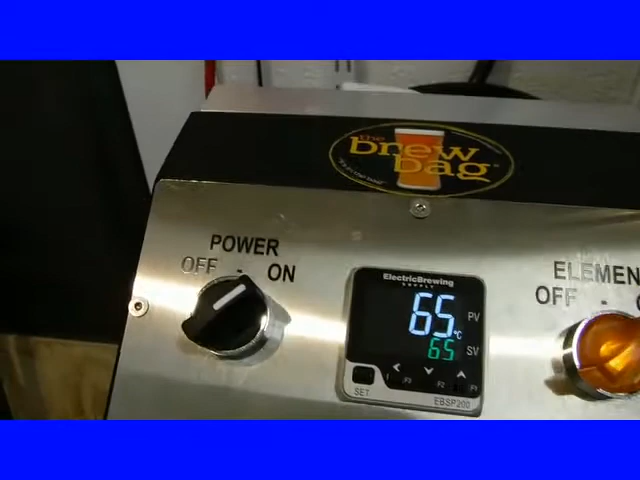 the
brew
bag
POWER
OFF - ON
ElectricBrewing
SUPPLY
65 PV
°C
65 SV
SET
EBSP200
ELEMEN
OFF -